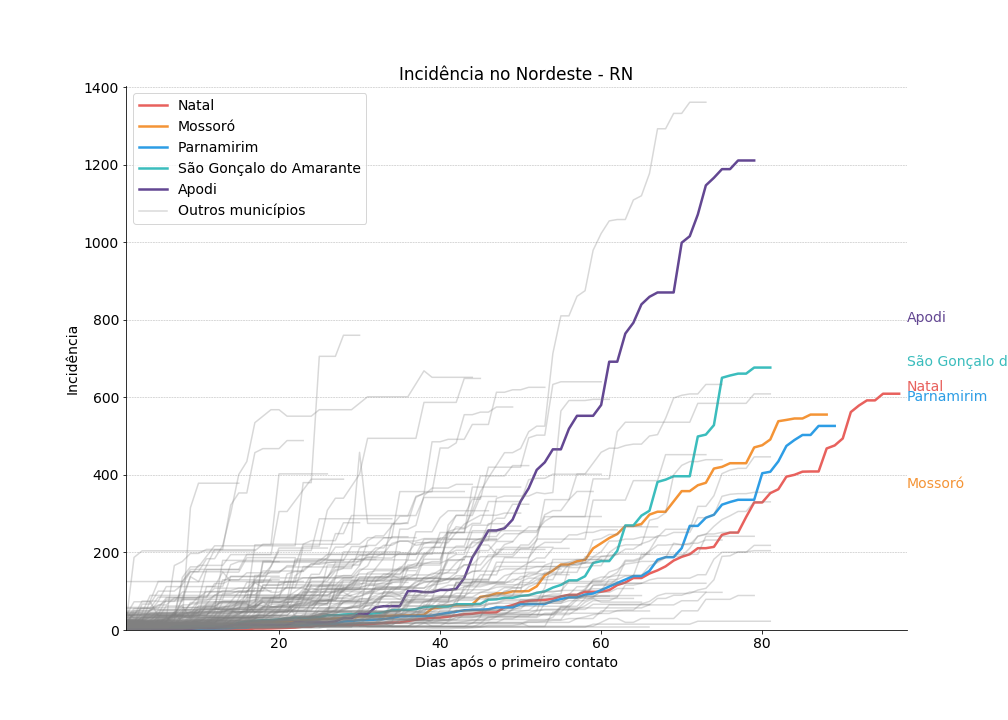 Incidência no Nordeste - RN
1400
1200
1000
800
600
400
200
0
Incidência
Natal
Mossoró
Parnamirim
São Gonçalo do Amarante
Apodi
Outros municípios
Apodi
São Gonçalo d
Natal
Parnamirim
Mossoró
20
40
60
80
Dias após o primeiro contato